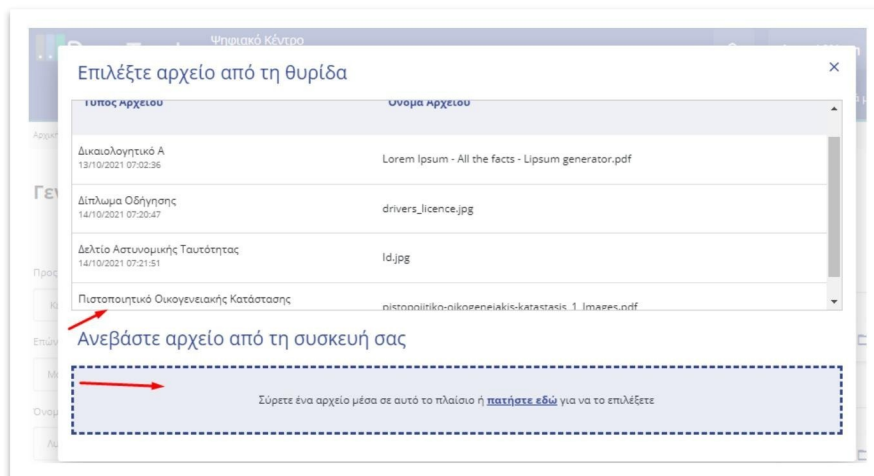 Ψηφιακό Κέντρο
Επιλέξτε αρχείο από τη θυρίδα
×
Τύπος Αρχείου Όνομα Αρχείου
Δικαιολογητικό Α
13/10/2021 07:02:36
Lorem Ipsum - All the facts - Lipsum generator.pdf
Δίπλωμα Οδήγησης
14/10/2021 07:20:47
drivers_licence.jpg
Δελτίο Αστυνομικής Ταυτότητας
14/10/2021 07:21:51
Id.jpg
Πιστοποιητικό Οικογενειακής Κατάστασης
pistopoiitiko-oikogeneiakis-katastasis_1_Images.pdf
Ανεβάστε αρχείο από τη συσκευή σας
Σύρετε ένα αρχείο μέσα σε αυτό το πλαίσιο ή πατήστε εδώ για να το επιλέξετε